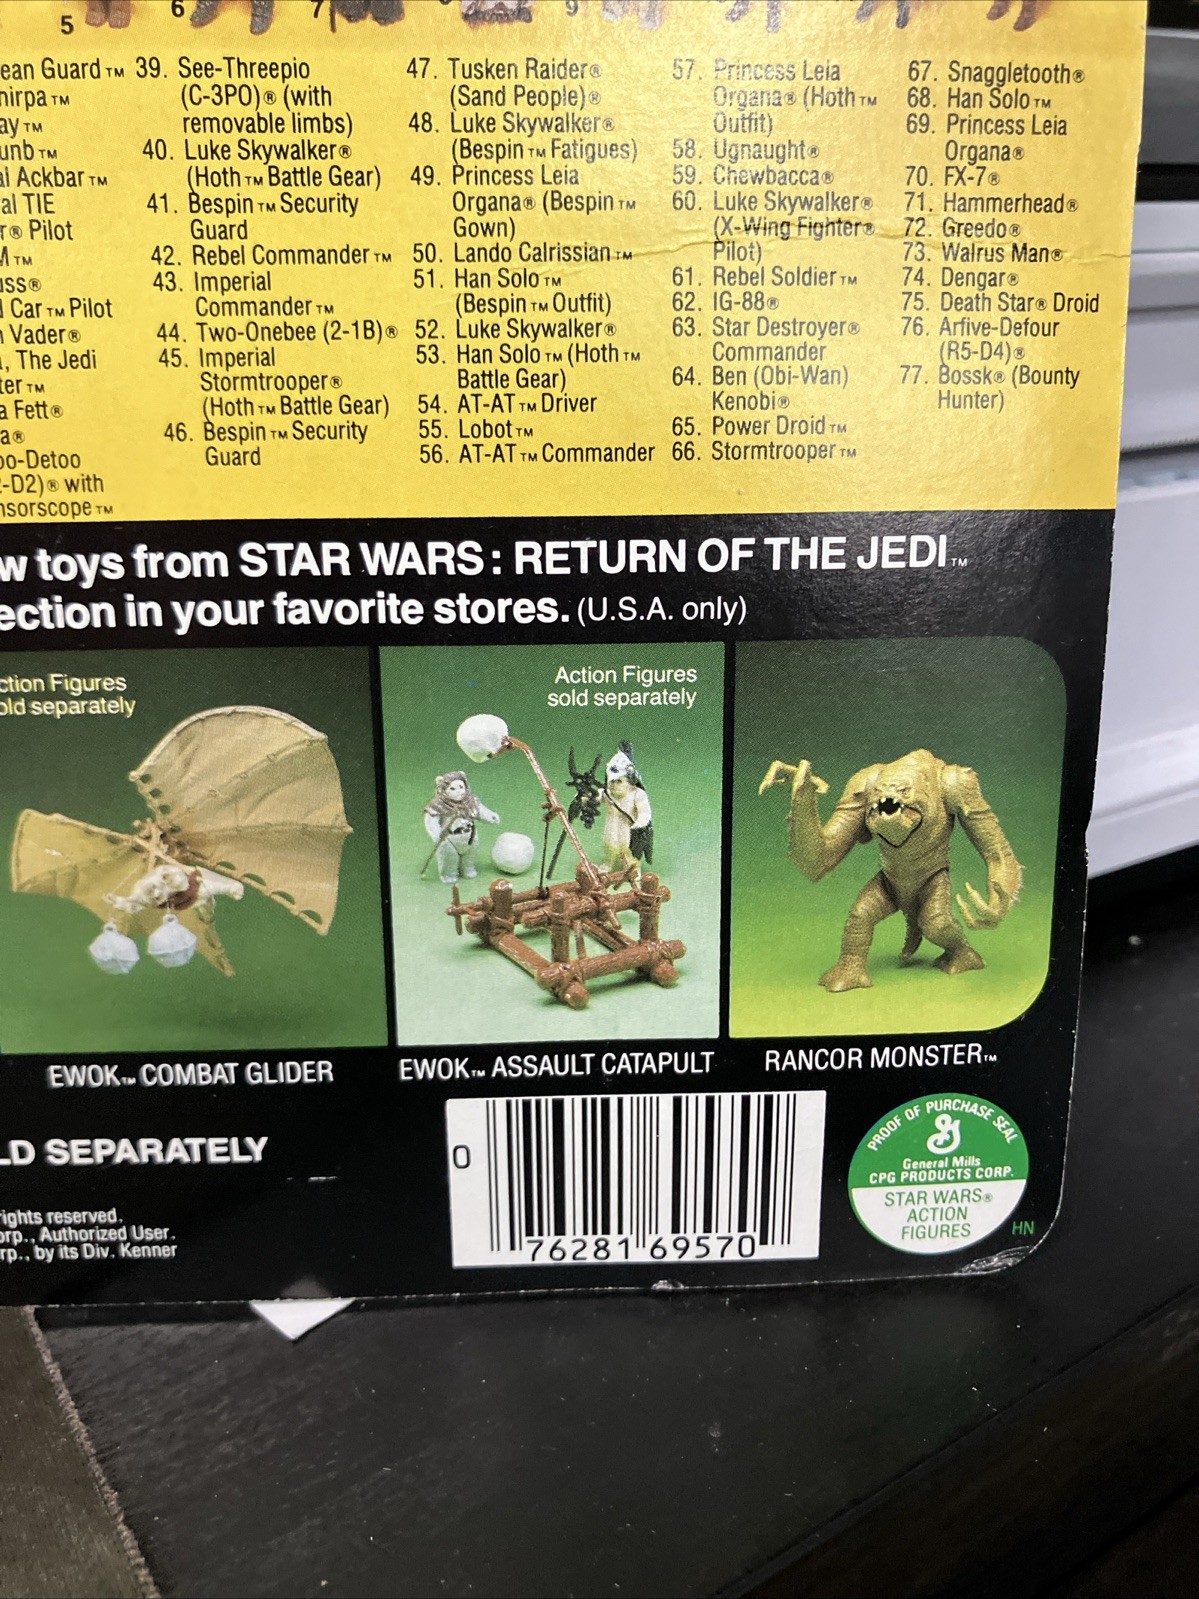 5
6
7
9
ean Guard™
nirpa™
ay™
unb™
al Ackbar™
al TIE
r® Pilot
M™
uss®
d Car™ Pilot
n Vader®
, The Jedi
ter™
a Fett®
a®
oo-Detoo
2-D2)® with
nsorscope™
39. See-Threepio
(C-3PO)® (with
removable limbs)
40. Luke Skywalker®
(Hoth™ Battle Gear)
41. Bespin™ Security
Guard
42. Rebel Commander™
43. Imperial
Commander™
44. Two-Onebee (2-1B)®
45. Imperial
Stormtrooper®
(Hoth™ Battle Gear)
46. Bespin™ Security
Guard
47. Tusken Raider®
(Sand People)®
48. Luke Skywalker®
(Bespin™ Fatigues)
49. Princess Leia
Organa® (Bespin™
Gown)
50. Lando Calrissian™
51. Han Solo™
(Bespin™ Outfit)
52. Luke Skywalker®
53. Han Solo™ (Hoth™
Battle Gear)
54. AT-AT™ Driver
55. Lobot™
56. AT-AT™ Commander
57. Princess Leia
Organa® (Hoth™
Outfit)
58. Ugnaught®
59. Chewbacca®
60. Luke Skywalker®
(X-Wing Fighter®
Pilot)
61. Rebel Soldier™
62. IG-88®
63. Star Destroyer®
Commander
64. Ben (Obi-Wan)
Kenobi®
65. Power Droid™
66. Stormtrooper™
67. Snaggletooth®
68. Han Solo™
69. Princess Leia
Organa®
70. FX-7®
71. Hammerhead®
72. Greedo®
73. Walrus Man®
74. Dengar®
75. Death Star® Droid
76. Arfive-Defour
(R5-D4)®
77. Bossk® (Bounty
Hunter)
w toys from STAR WARS: RETURN OF THE JEDI™
ection in your favorite stores. (U.S.A. only)
ction Figures
old separately
Action Figures
sold separately
EWOK™ COMBAT GLIDER
EWOK™ ASSAULT CATAPULT
RANCOR MONSTER™
LD SEPARATELY
ights reserved.
orp., Authorized User.
rp., by its Div. Kenner
0
76281 69570
PROOF OF PURCHASE SEAL
G
General Mills
CPG PRODUCTS CORP.
STAR WARS®
ACTION
FIGURES
HN